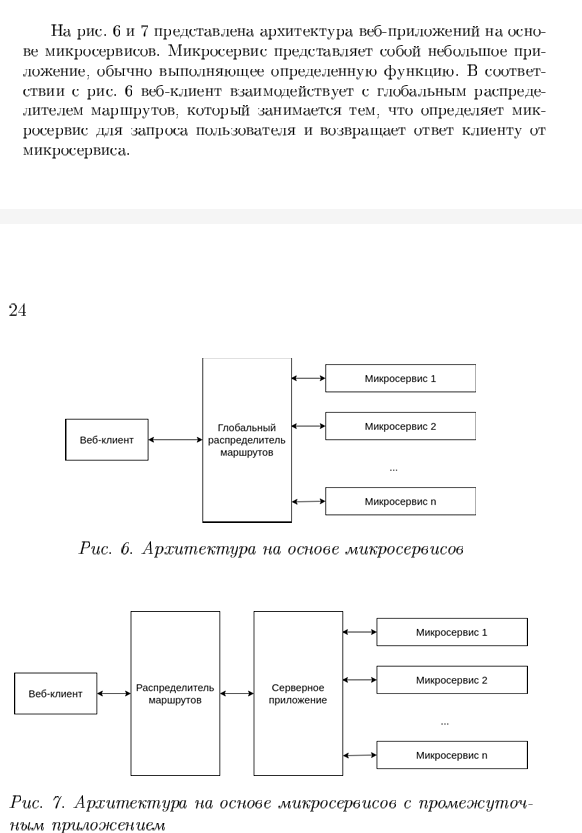 На рис. 6 и 7 представлена архитектура веб-приложений на осно-
ве микросервисов. Микросервис представляет собой небольшое при-
ложение, обычно выполняющее определенную функцию. В соответ-
ствии с рис. 6 веб-клиент взаимодействует с глобальным распреде-
лителем маршрутов, который занимается тем, что определяет мик-
росервис для запроса пользователя и возвращает ответ клиенту от
микросервиса.
24
Веб-клиент
Глобальный
распределитель
маршрутов
Микросервис 1
Микросервис 2
...
Микросервис n
Рис. 6. Архитектура на основе микросервисов
Веб-клиент
Распределитель
маршрутов
Серверное
приложение
Микросервис 1
Микросервис 2
...
Микросервис n
Рис. 7. Архитектура на основе микросервисов с промежуточ-
ным приложением